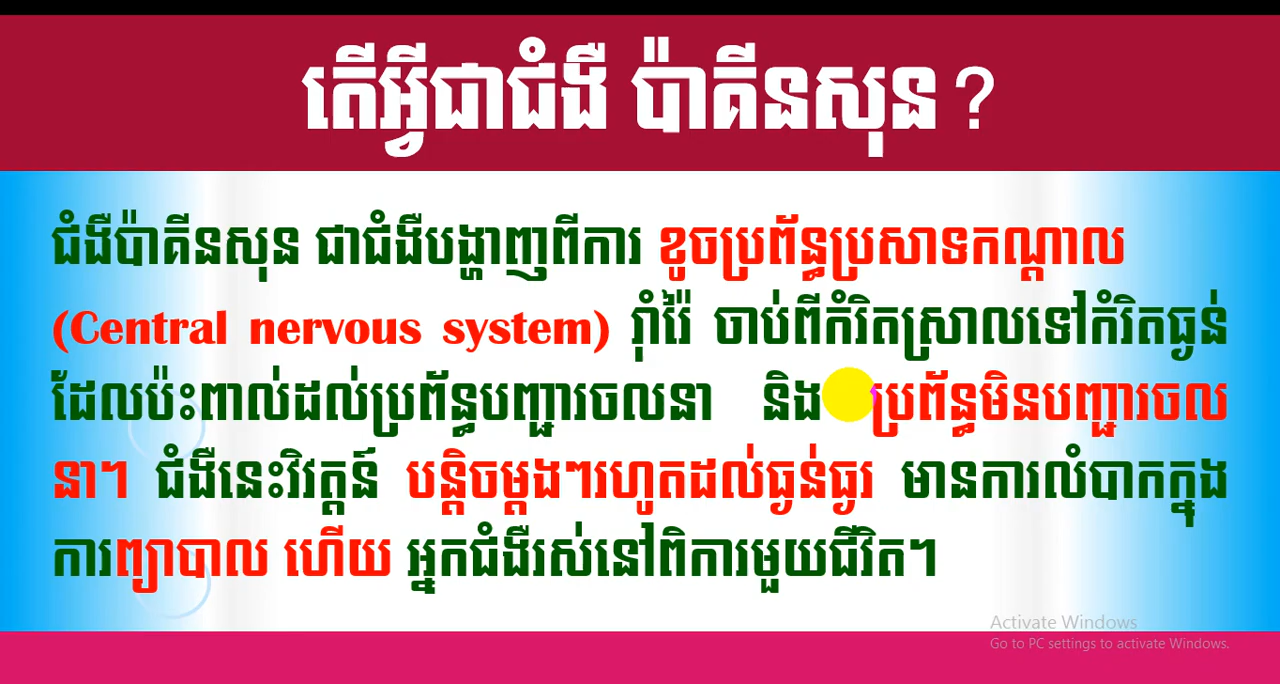 តើអ្វីជាជំងឺ ប៉ាគីនសុន?
ជំងឺប៉ាគីនសុន ជាជំងឺបង្ហាញពីការ ខូចប្រព័ន្ធប្រសាទកណ្តាល
(Central nervous system) រ៉ាំរ៉ៃ ចាប់ពីកំរិតស្រាលទៅកំរិតធ្ងន់
ដែលប៉ះពាល់ដល់ប្រព័ន្ធបញ្ជារចលនា និង ប្រព័ន្ធមិនបញ្ជារចល
នា។ ជំងឺនេះវិវត្តន៍ បន្តិចម្តងៗរហូតដល់ធ្ងន់ធ្ងរ មានការលំបាកក្នុង
ការព្យាបាល ហើយ អ្នកជំងឺរស់នៅពិការមួយជីវិត។
Activate Windows
Go to PC settings to activate Windows.